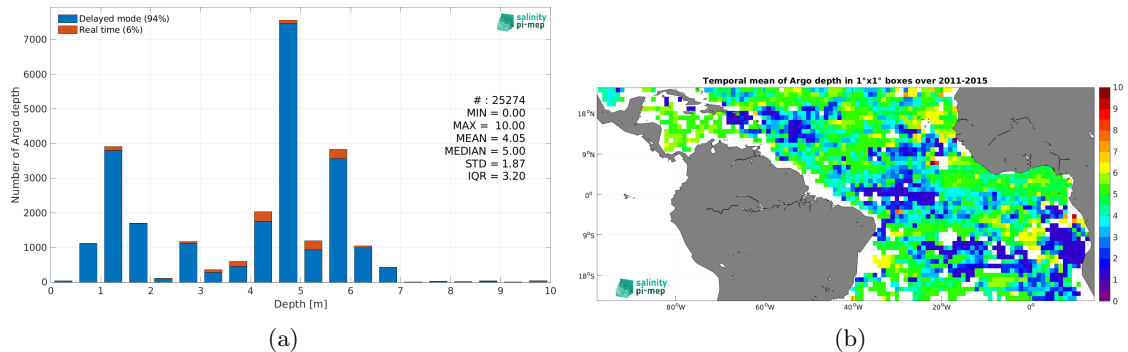 Delayed mode (94%)
Real time (6%)
salinity
pi-mep
Number of Argo depth
7000
6000
5000
4000
3000
2000
1000
0
# : 25274
MIN = 0.00
MAX = 10.00
MEAN = 4.05
MEDIAN = 5.00
STD = 1.87
IQR = 3.20
0 1 2 3 4 5 6 7 8 9 10
Depth [m]
(a)
Temporal mean of Argo depth in 1°x1° boxes over 2011-2015
18°N
9°N
0°
9°S
18°S
80°W 60°W 40°W 20°W 0°
salinity
pi-mep
10
9
8
7
6
5
4
3
2
1
0
(b)